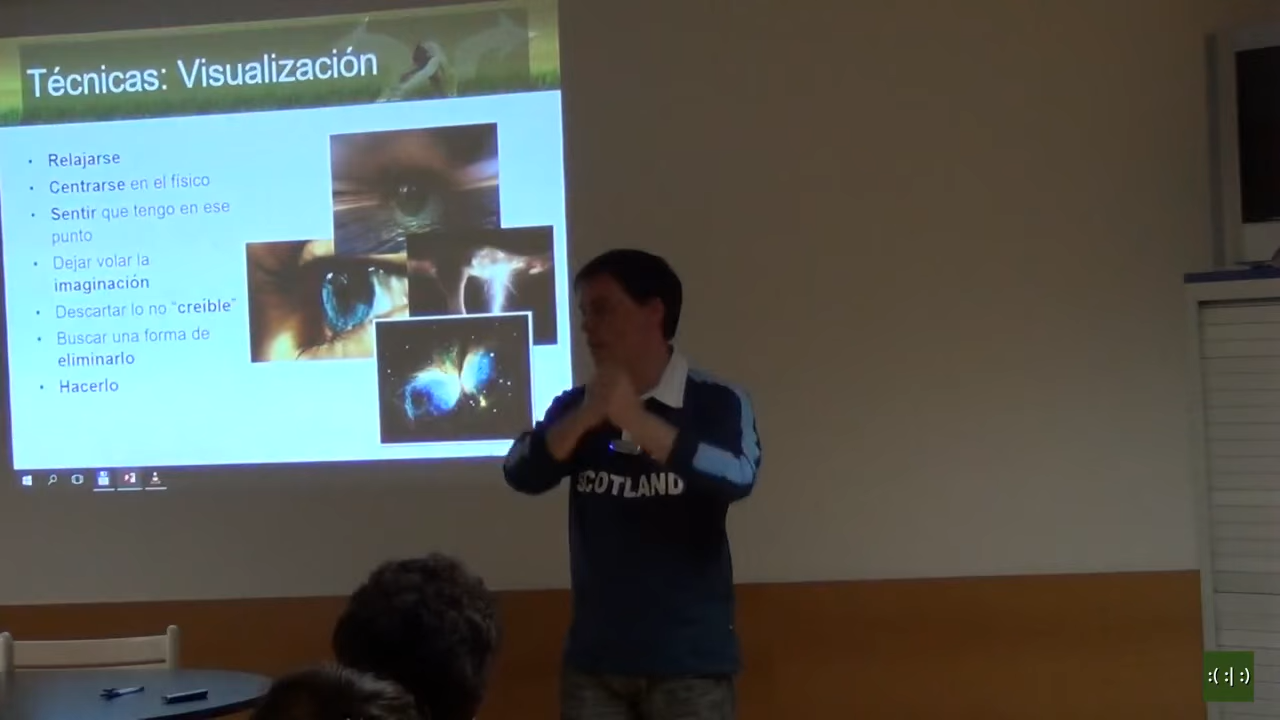 Técnicas: Visualización
Relajarse
Centrarse en el físico
Sentir que tengo en ese
punto
Dejar volar la
imaginación
Descartar lo no "creíble"
Buscar una forma de
eliminarlo
Hacerlo
SCOTLAND
:( :| :)